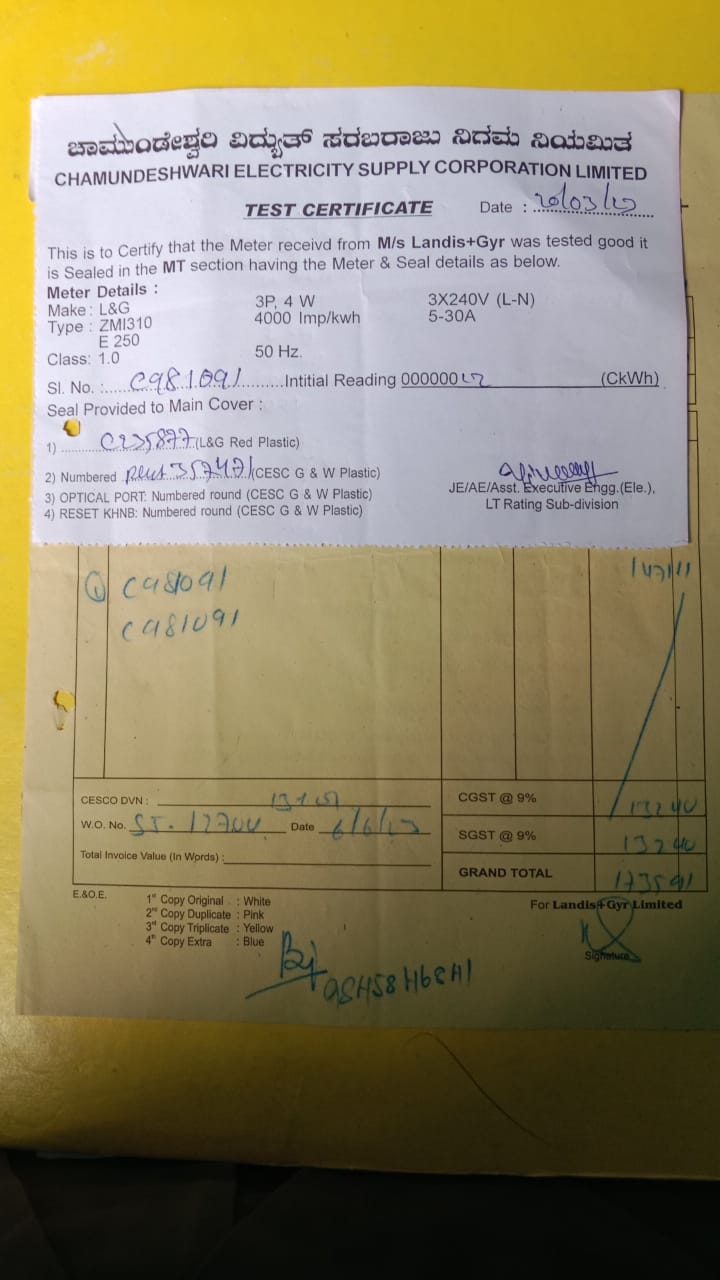 ಚಾಮುಂಡೇಶ್ವರಿ ವಿದ್ಯುತ್ ಸರಬರಾಜು ನಿಗಮ ನಿಯಮಿತ
CHAMUNDESHWARI ELECTRICITY SUPPLY CORPORATION LIMITED
TEST CERTIFICATE Date :
This is to Certify that the Meter receivd from M/s Landis+Gyr was tested good it
is Sealed in the MT section having the Meter & Seal details as below.
Meter Details :
Make : L&G 3P, 4 W 3X240V (L-N)
Type : ZMI310 4000 Imp/kwh 5-30A
E 250
Class: 1.0 50 Hz.
Sl. No. : C981091 Intitial Reading 000000 (CkWh)
Seal Provided to Main Cover :
1) C235877 (L&G Red Plastic)
2) Numbered (CESC G & W Plastic)
3) OPTICAL PORT: Numbered round (CESC G & W Plastic)
4) RESET KHNB: Numbered round (CESC G & W Plastic)
JE/AE/Asst. Executive Engg.(Ele.),
LT Rating Sub-division
C981091
C981091
CESCO DVN : CGST @ 9% 13240
W.O. No. Date
SGST @ 9% 13240
Total Invoice Value (In Words) :
GRAND TOTAL 173591
E.&O.E.
1st Copy Original : White
2nd Copy Duplicate : Pink
3rd Copy Triplicate : Yellow
4th Copy Extra : Blue
For Landis+Gyr Limited
Signature